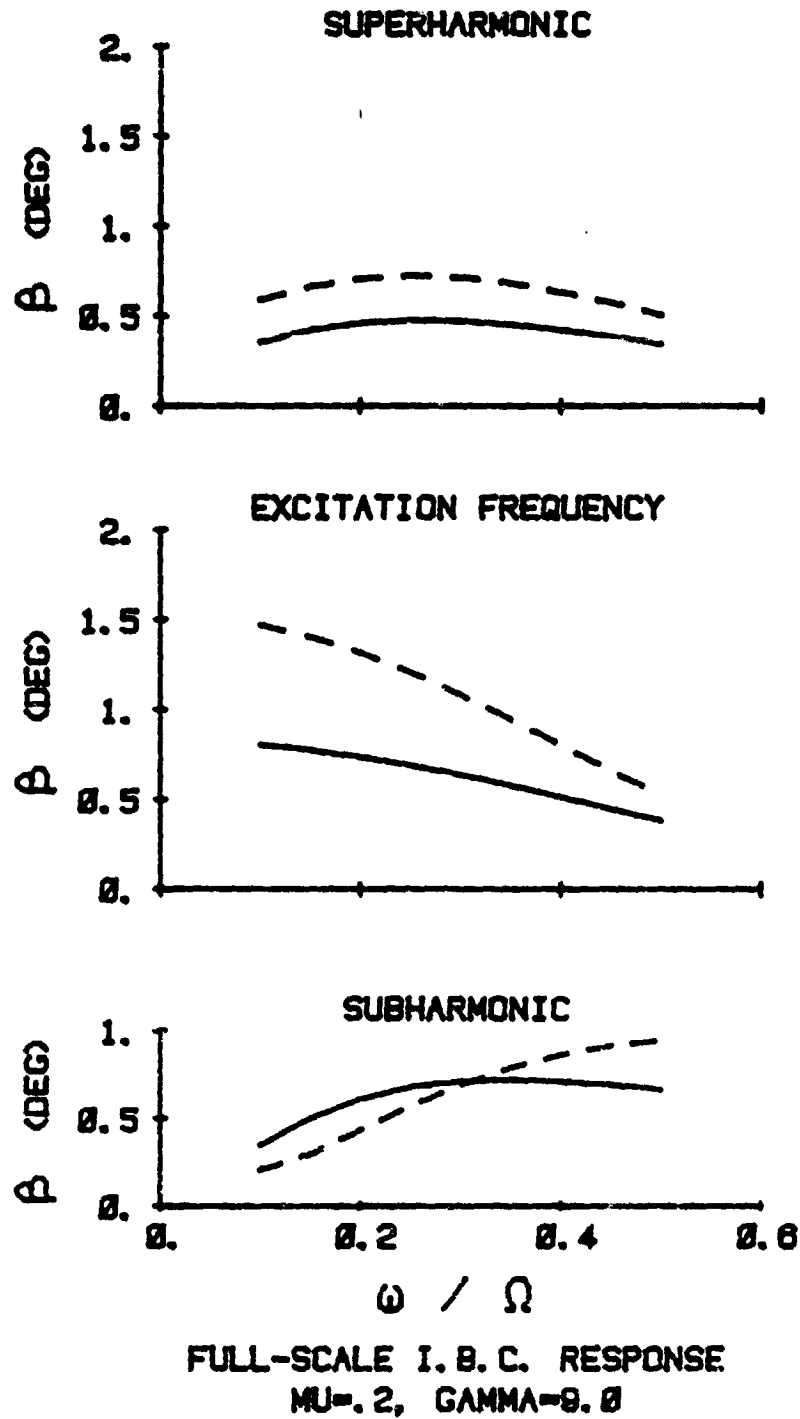 SUPERHARMONIC
2.
1.5
1.
0.5
0.
β (DEG)
EXCITATION FREQUENCY
2.
1.5
1.
0.5
0.
β (DEG)
SUBHARMONIC
1.
0.5
0.
β (DEG)
0. 0.2 0.4 0.6
ω / Ω
FULL-SCALE I.B.C. RESPONSE
MU=.2, GAMMA=9.0